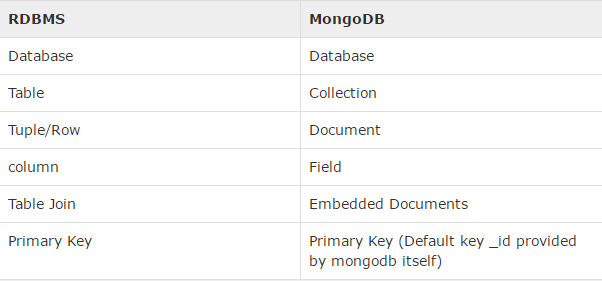 RDBMS MongoDB
Database Database
Table Collection
Tuple/Row Document
column Field
Table Join Embedded Documents
Primary Key Primary Key (Default key _id provided
by mongodb itself)